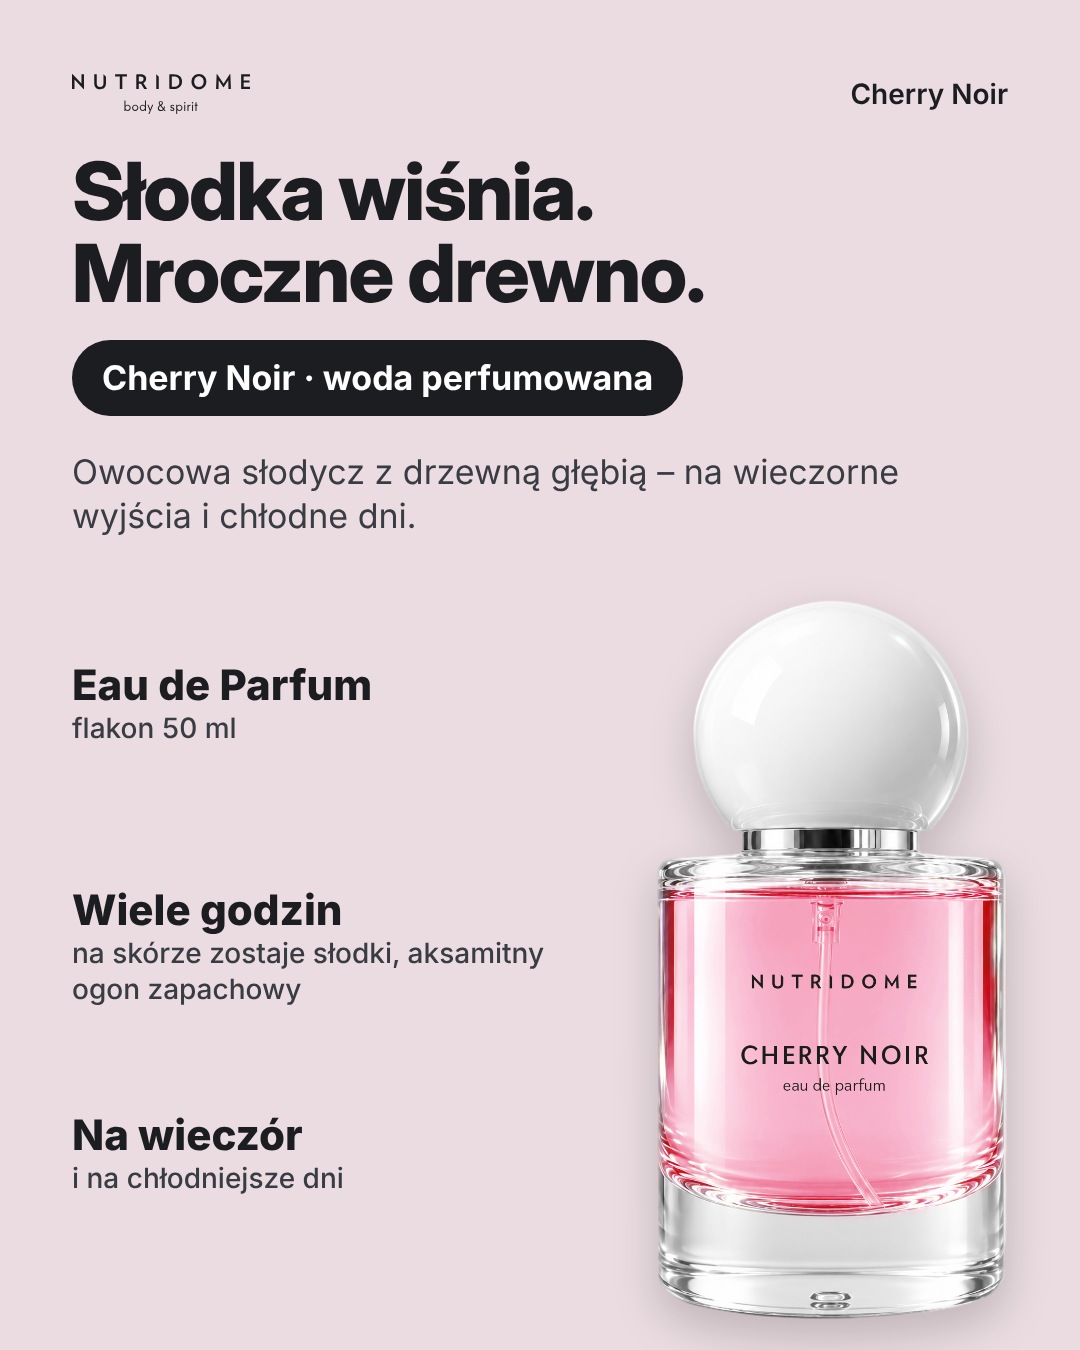 NUTRIDOME
body & spirit
Cherry Noir
Słodka wiśnia.
Mroczne drewno.
Cherry Noir · woda perfumowana
Owocowa słodycz z drzewną głębią – na wieczorne
wyjścia i chłodne dni.
Eau de Parfum
flakon 50 ml
Wiele godzin
na skórze zostaje słodki, aksamitny
ogon zapachowy
Na wieczór
i na chłodniejsze dni
NUTRIDOME
CHERRY NOIR
eau de parfum